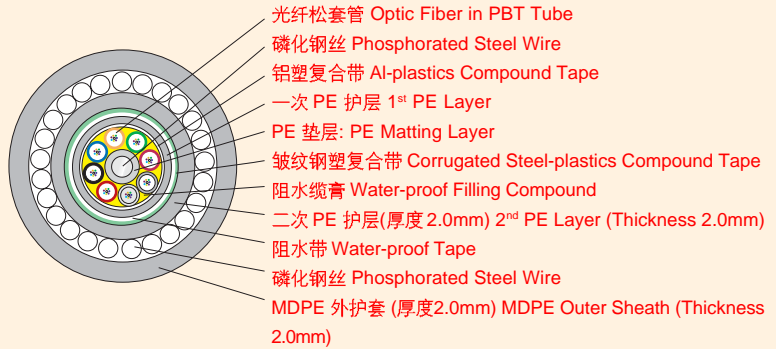 光纤松套管 Optic Fiber in PBT Tube
磷化钢丝 Phosphorated Steel Wire
铝塑复合带 Al-plastics Compound Tape
一次 PE 护层 1st PE Layer
PE 垫层: PE Matting Layer
皱纹钢塑复合带 Corrugated Steel-plastics Compound Tape
阻水缆膏 Water-proof Filling Compound
二次 PE 护层(厚度 2.0mm) 2nd PE Layer (Thickness 2.0mm)
阻水带 Water-proof Tape
磷化钢丝 Phosphorated Steel Wire
MDPE 外护套 (厚度2.0mm) MDPE Outer Sheath (Thickness
2.0mm)